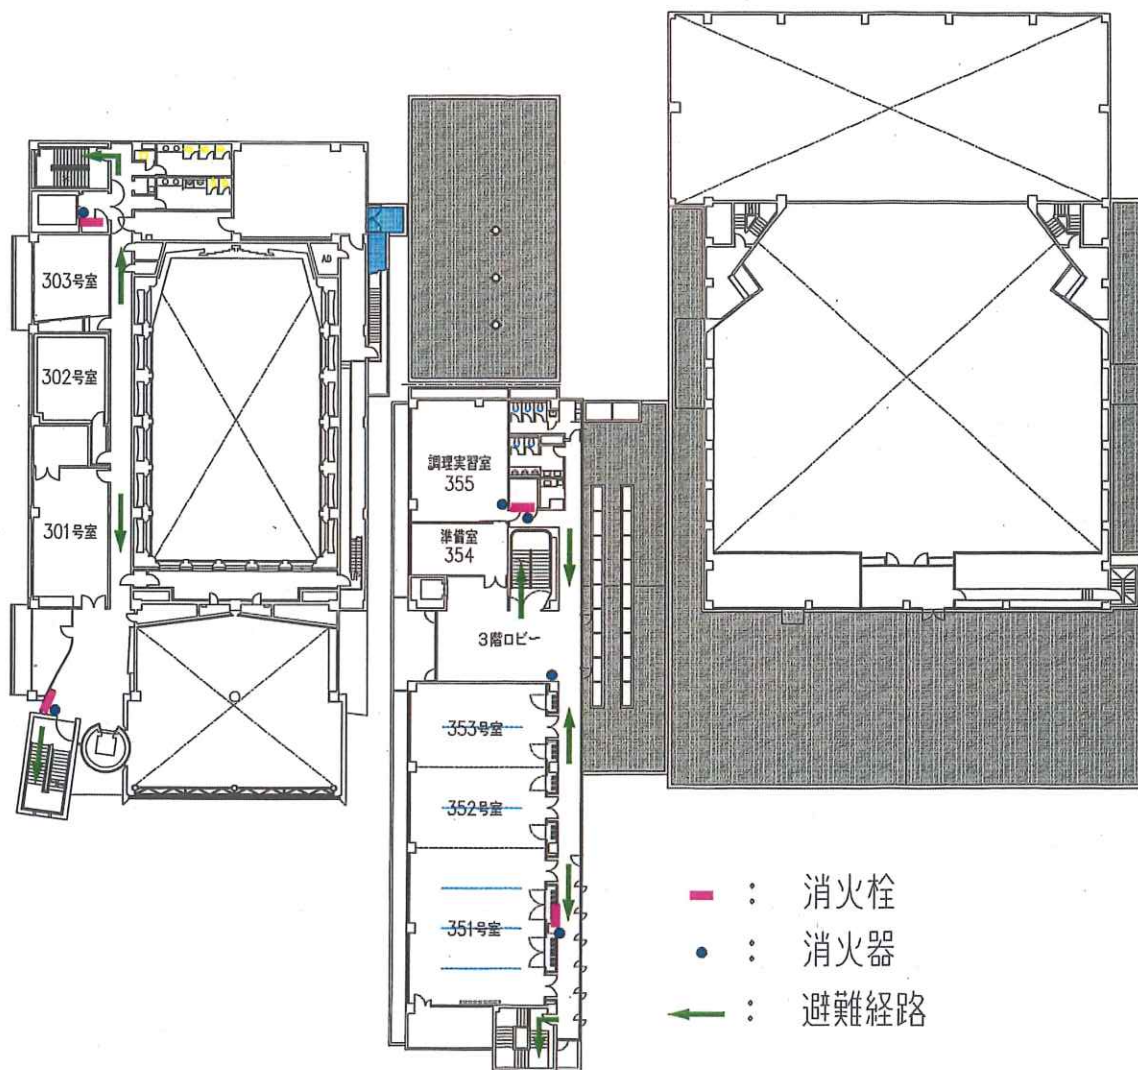 AD
303号室
302号室
301号室
調理実習室
355
準備室
354
3階ロビー
353号室
352号室
351号室
： 消火栓
： 消火器
： 避難経路